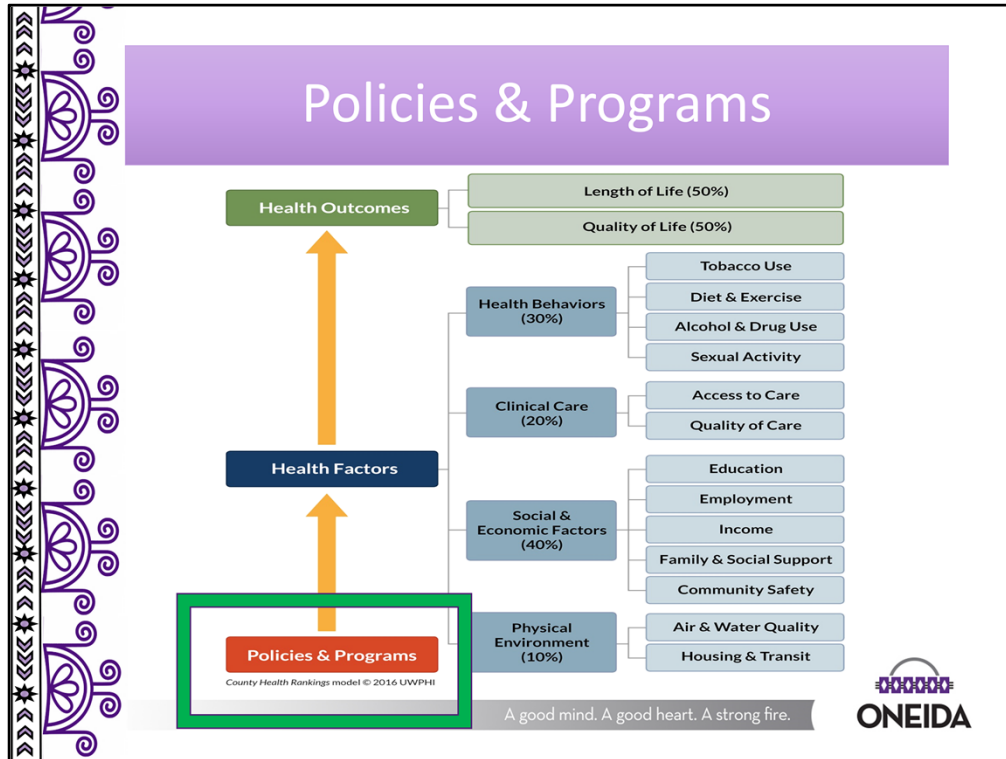 Policies & Programs
Health Outcomes
Length of Life (50%)
Quality of Life (50%)
Health Behaviors
(30%)
Tobacco Use
Diet & Exercise
Alcohol & Drug Use
Sexual Activity
Clinical Care
(20%)
Access to Care
Quality of Care
Health Factors
Social &
Economic Factors
(40%)
Education
Employment
Income
Family & Social Support
Community Safety
Physical
Environment
(10%)
Air & Water Quality
Housing & Transit
Policies & Programs
County Health Rankings model © 2016 UWPHI
A good mind. A good heart. A strong fire.
ONEIDA